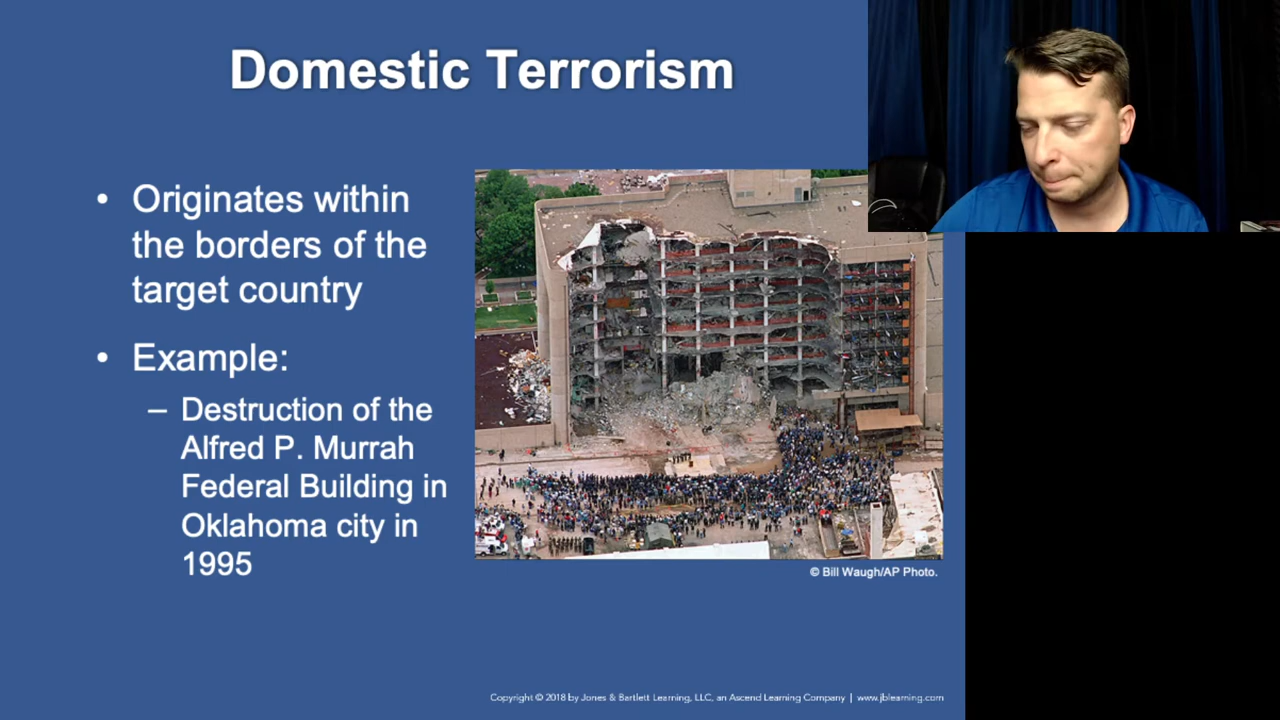 Domestic Terrorism
• Originates within
the borders of the
target country
• Example:
– Destruction of the
Alfred P. Murrah
Federal Building in
Oklahoma city in
1995
© Bill Waugh/AP Photo.
Copyright © 2018 by Jones & Bartlett Learning, LLC, an Ascend Learning Company | www.jblearning.com